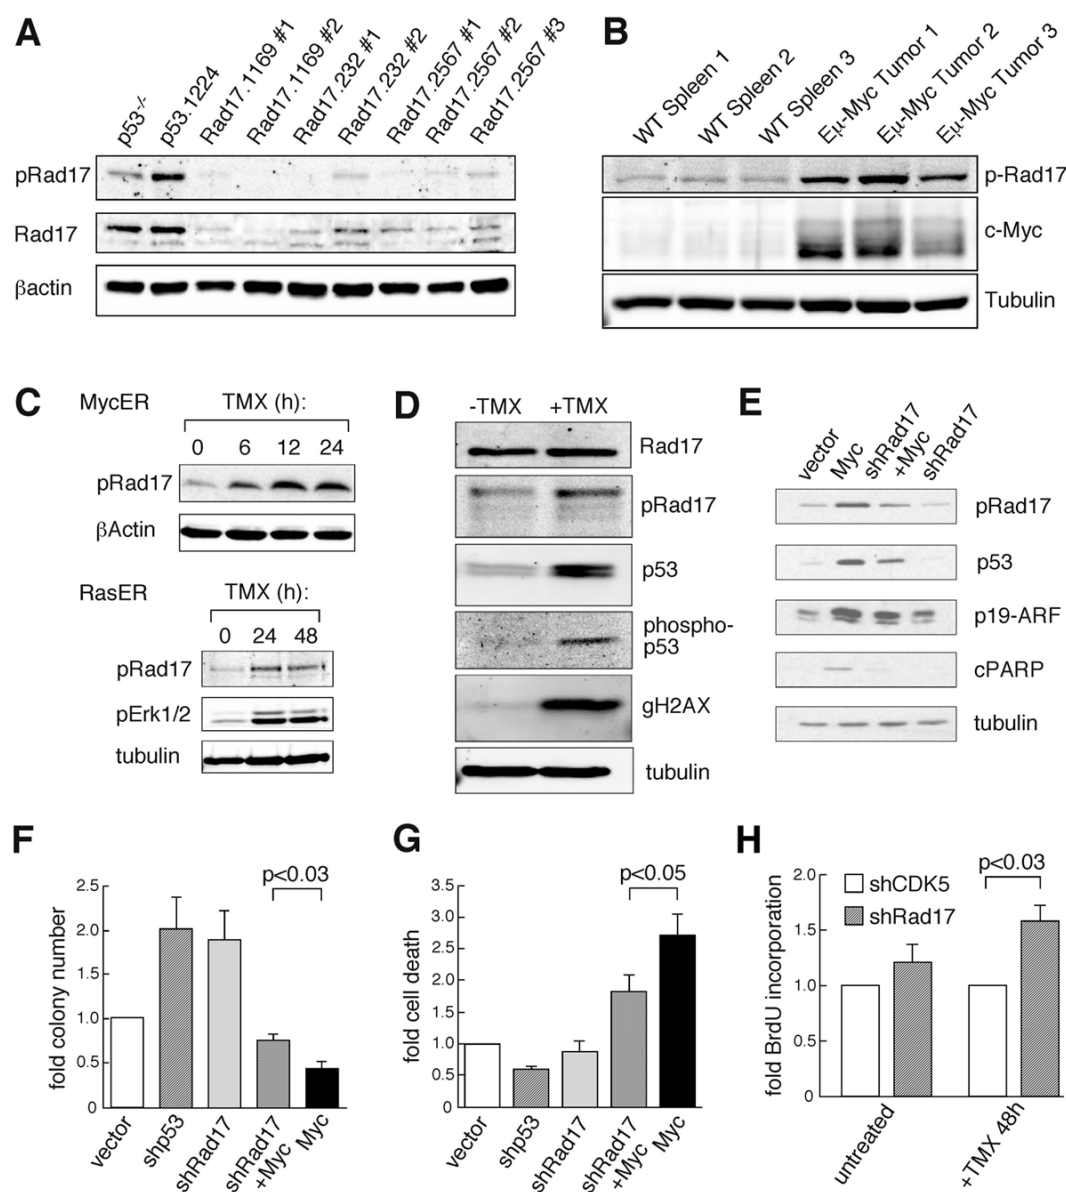 A
p53-/-
p53.1224
Rad17.1169 #1
Rad17.1169 #2
Rad17.232 #1
Rad17.232 #2
Rad17.2567 #1
Rad17.2567 #2
Rad17.2567 #3
pRad17
Rad17
βactin
B
WT Spleen 1
WT Spleen 2
WT Spleen 3
Eμ-Myc Tumor 1
Eμ-Myc Tumor 2
Eμ-Myc Tumor 3
p-Rad17
c-Myc
Tubulin
C
MycER
TMX (h):
0 6 12 24
pRad17
βActin
RasER
TMX (h):
0 24 48
pRad17
pErk1/2
tubulin
D
-TMX +TMX
Rad17
pRad17
p53
phospho-
p53
gH2AX
tubulin
E
vector
Myc
shRad17
+Myc
shRad17
pRad17
p53
p19-ARF
cPARP
tubulin
F
fold colony number
2.5
2.0
1.5
1.0
0.5
0
p<0.03
vector
shp53
shRad17
shRad17
+Myc
Myc
G
fold cell death
3.5
3.0
2.5
2.0
1.5
1.0
0.5
0
p<0.05
vector
shp53
shRad17
shRad17
+Myc
Myc
H
fold BrdU incorporation
2.0
1.5
1.0
0.5
0
shCDK5
shRad17
p<0.03
untreated
+TMX 48h